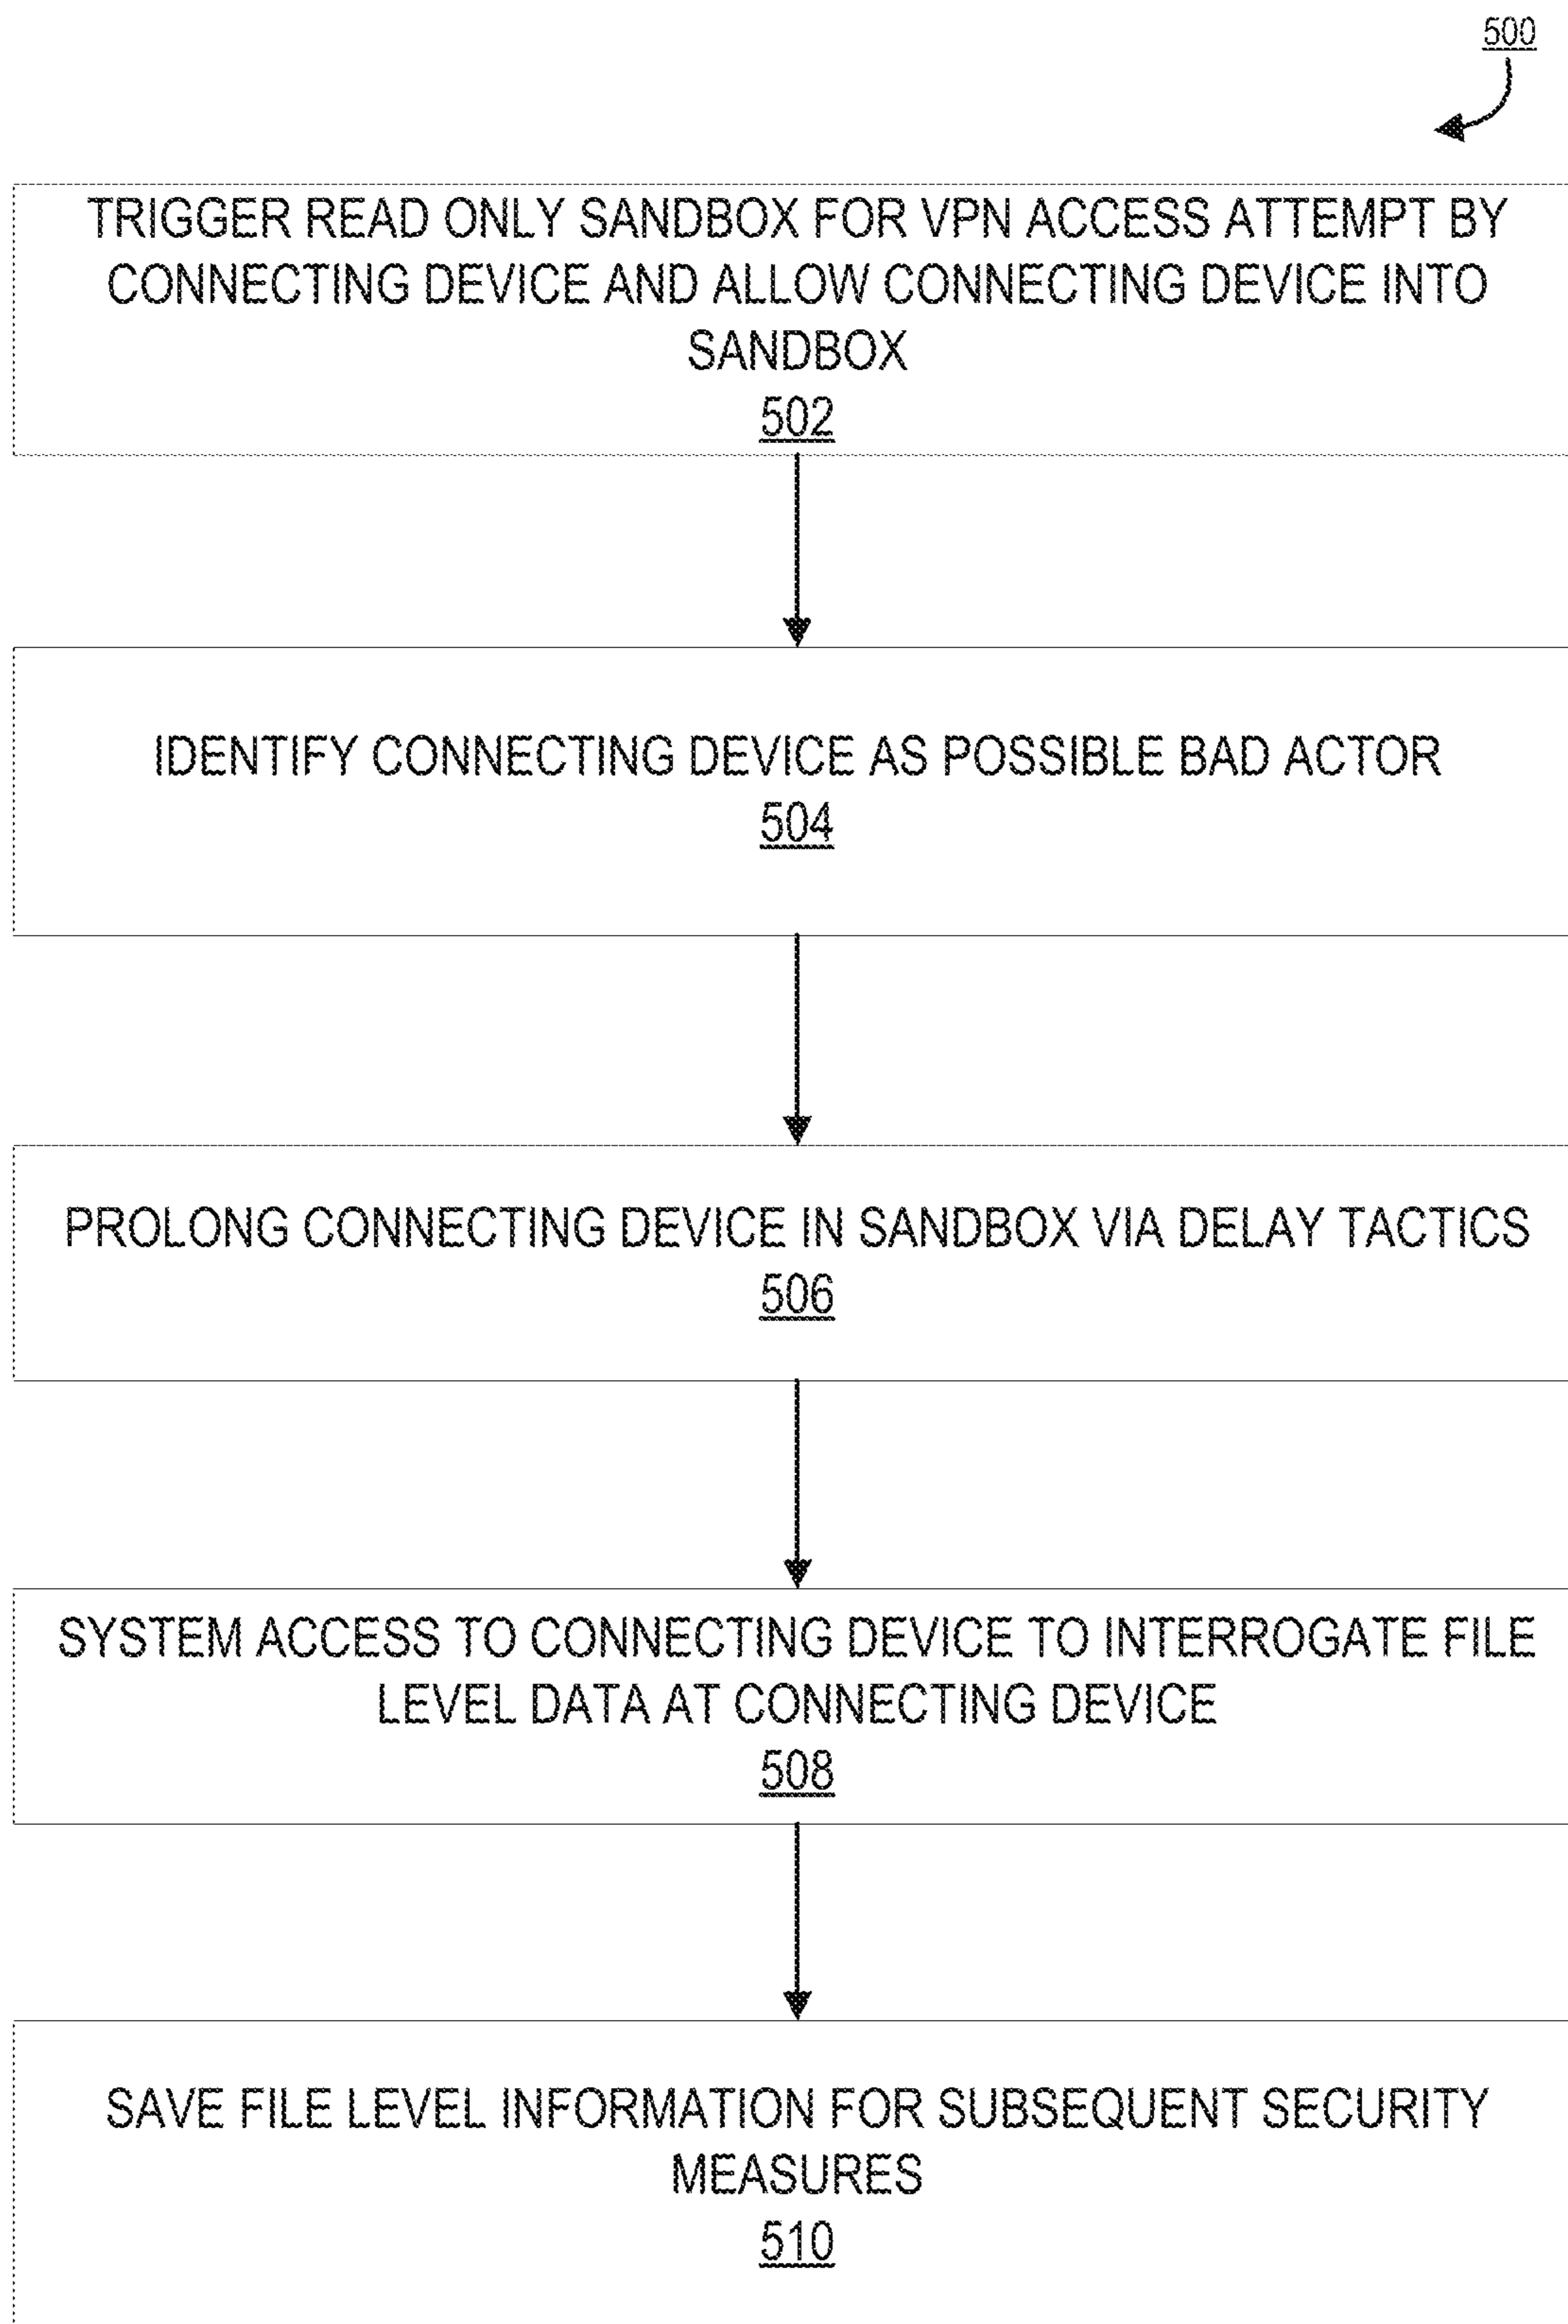 500
TRIGGER READ ONLY SANDBOX FOR VPN ACCESS ATTEMPT BY
CONNECTING DEVICE AND ALLOW CONNECTING DEVICE INTO
SANDBOX
502
IDENTIFY CONNECTING DEVICE AS POSSIBLE BAD ACTOR
504
PROLONG CONNECTING DEVICE IN SANDBOX VIA DELAY TACTICS
506
SYSTEM ACCESS TO CONNECTING DEVICE TO INTERROGATE FILE
LEVEL DATA AT CONNECTING DEVICE
508
SAVE FILE LEVEL INFORMATION FOR SUBSEQUENT SECURITY
MEASURES
510